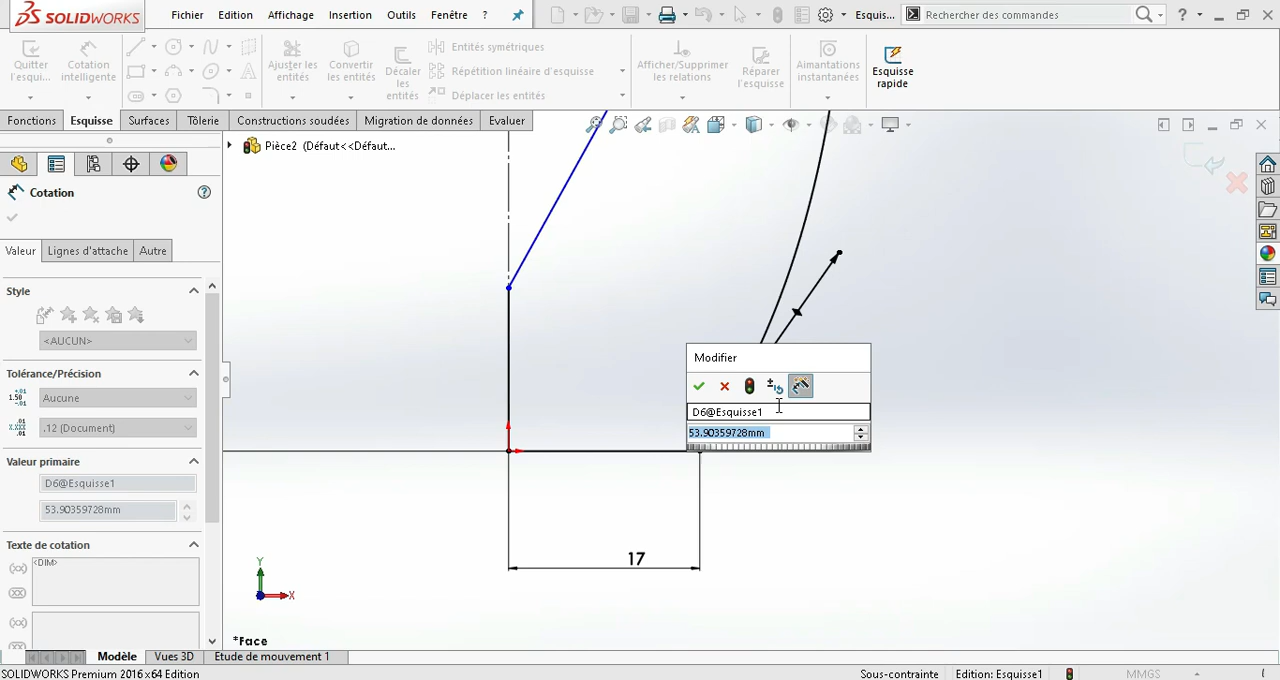 SOLIDWORKS
Fichier Edition Affichage Insertion Outils Fenêtre ?
Esquis...
Rechercher des commandes
Quitter l'esqui...
Cotation intelligente
Ajuster les entités
Convertir les entités
Décaler les entités
Entités symétriques
Répétition linéaire d'esquisse
Déplacer les entités
Afficher/Supprimer les relations
Réparer l'esquisse
Aimantations instantanées
Esquisse rapide
Fonctions Esquisse Surfaces Tôlerie Constructions soudées Migration de données Evaluer
Pièce2 (Défaut<<Défaut...
Cotation
Valeur Lignes d'attache Autre
Style
<AUCUN>
Tolérance/Précision
Aucune
.12 (Document)
Valeur primaire
D6@Esquisse1
53.90359728mm
Texte de cotation
<DIM>
Modifier
D6@Esquisse1
53.90359728mm
17
Y
X
*Face
Modèle Vues 3D Etude de mouvement 1
SOLIDWORKS Premium 2016 x64 Edition
Sous-contrainte Edition: Esquisse1 MMGS